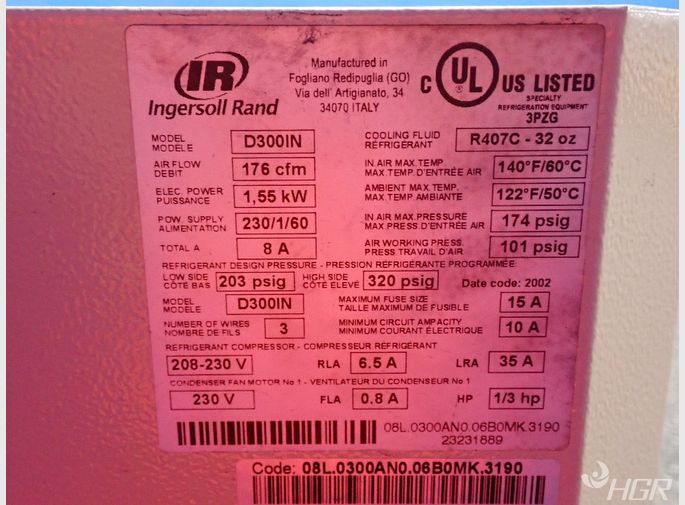 IR
Ingersoll Rand
Manufactured in
Fogliano Redipuglia (GO)
Via dell' Artigianato, 34
34070 ITALY
C UL US LISTED
SPECIALTY
REFRIGERATION EQUIPMENT
3PZG
MODEL
MODÈLE
D300IN
COOLING FLUID
RÉFRIGÉRANT
R407C - 32 oz
AIR FLOW
DEBIT
176 cfm
IN.AIR MAX.TEMP.
MAX TEMP.D'ENTRÉE AIR
140°F/60°C
ELEC. POWER
PUISSANCE
1,55 kW
AMBIENT MAX.TEMP.
MAX TEMP.AMBIANTE
122°F/50°C
POW. SUPPLY
ALIMENTATION
230/1/60
IN AIR MAX.PRESSURE
MAX PRESS D'ENTRÉE AIR
174 psig
TOTAL A
8 A
AIR WORKING PRESS.
PRESS TRAVAIL D'AIR
101 psig
REFRIGERANT DESIGN PRESSURE - PRESSION RÉFRIGÉRANTE PROGRAMMÉE:
LOW SIDE
CÔTÉ BAS
203 psig
HIGH SIDE
CÔTÉ ÉLEVÉ
320 psig
Date code: 2002
MODEL
MODÈLE
D300IN
MAXIMUM FUSE SIZE
TAILLE MAXIMUM DE FUSIBLE
15 A
NUMBER OF WIRES
NOMBRE DE FILS
3
MINIMUM CIRCUIT AMPACITY
MINIMUM COURANT ÉLECTRIQUE
10 A
REFRIGERANT COMPRESSOR - COMPRESSEUR RÉFRIGÉRANT
208-230 V
RLA
6.5 A
LRA
35 A
CONDENSER FAN MOTOR No 1 - VENTILATEUR DU CONDENSEUR No 1
230 V
FLA
0.8 A
HP
1/3 hp
08L.0300AN0.06B0MK.3190
23231889
Code: 08L.0300AN0.06B0MK.3190
HGR